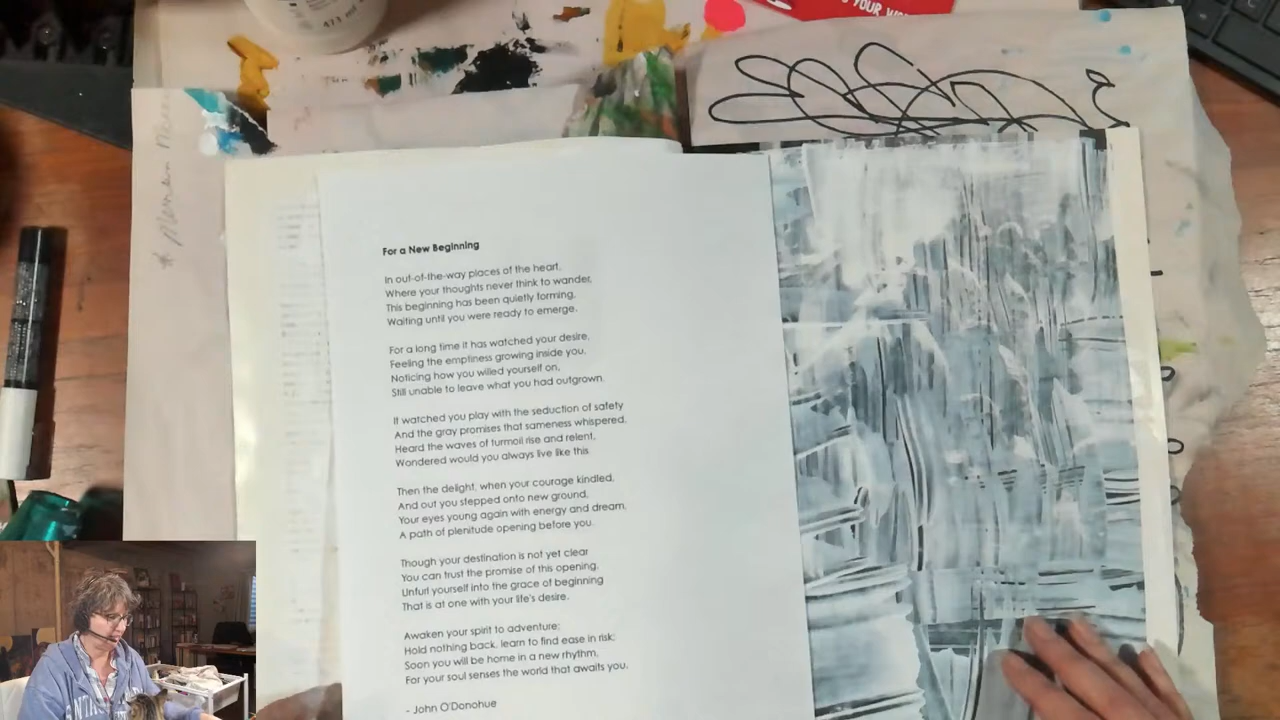 471 ml
YOUR
For a New Beginning
In out-of-the-way places of the heart,
Where your thoughts never think to wander,
This beginning has been quietly forming,
Waiting until you were ready to emerge.
For a long time it has watched your desire,
Feeling the emptiness growing inside you,
Noticing how you willed yourself on,
Still unable to leave what you had outgrown.
It watched you play with the seduction of safety
And the gray promises that sameness whispered,
Heard the waves of turmoil rise and relent,
Wondered would you always live like this
Then the delight, when your courage kindled,
And out you stepped onto new ground,
Your eyes young again with energy and dream,
A path of plenitude opening before you.
Though your destination is not yet clear
You can trust the promise of this opening,
Unfurl yourself into the grace of beginning
That is at one with your life's desire.
Awaken your spirit to adventure;
Hold nothing back, learn to find ease in risk;
Soon you will be home in a new rhythm,
For your soul senses the world that awaits you.
- John O'Donohue